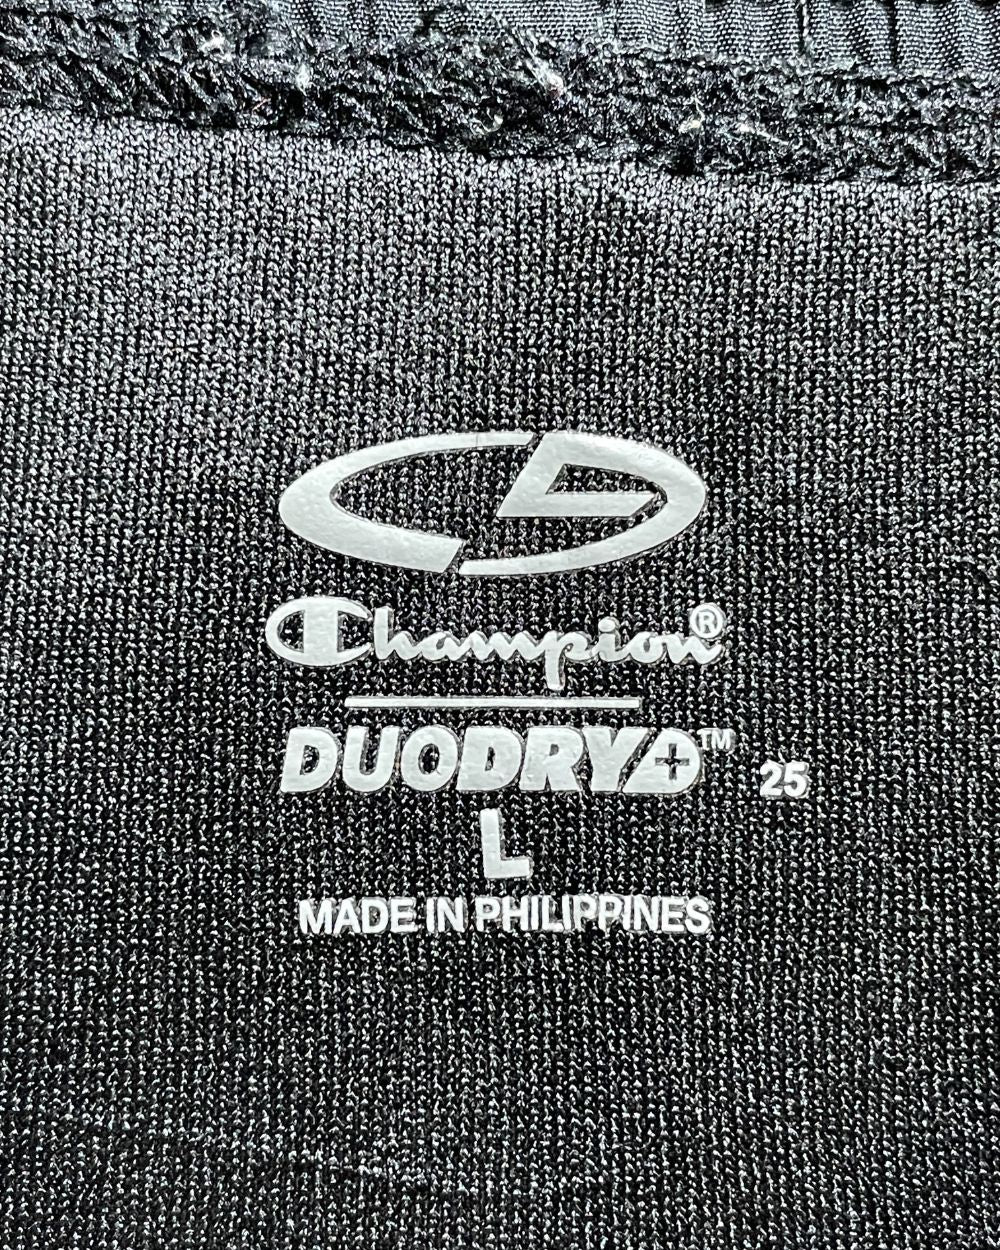 Champion®
DUODRY+™
25
L
MADE IN PHILIPPINES